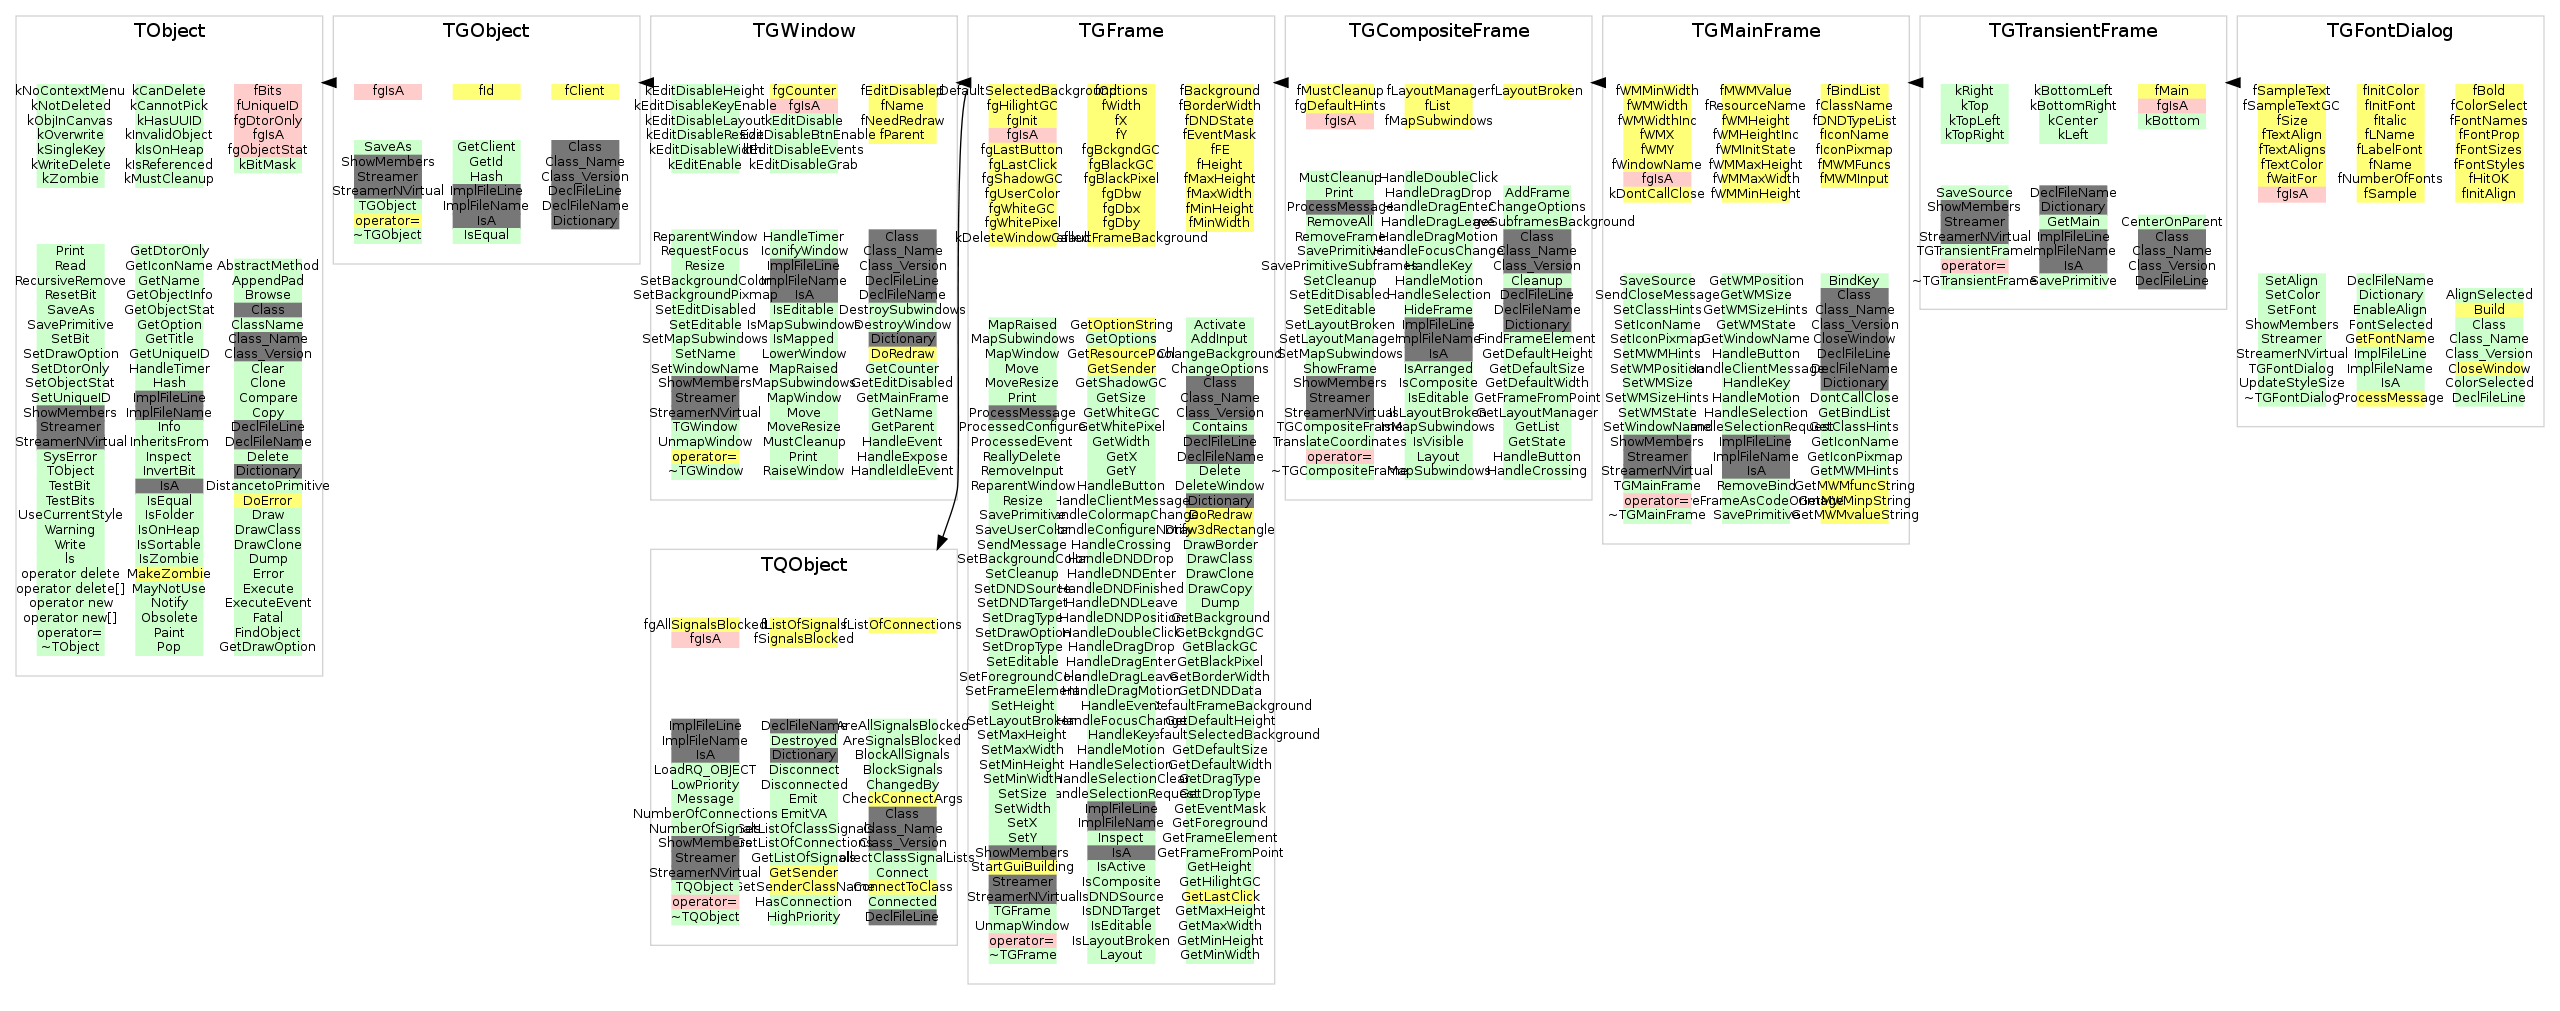 TObject
kNoContextMenu kCanDelete fBits
kNotDeleted kCannotPick fUniqueID
kObjInCanvas kHasUUID fgDtorOnly
kOverwrite kInvalidObject fgIsA
kSingleKey kIsOnHeap fgObjectStat
kWriteDelete kIsReferenced kBitMask
kZombie kMustCleanup
Print GetDtorOnly
Read GetIconName AbstractMethod
RecursiveRemove GetName AppendPad
ResetBit GetObjectInfo Browse
SaveAs GetObjectStat Class
SavePrimitive GetOption ClassName
SetBit GetTitle Class_Name
SetDrawOption GetUniqueID Class_Version
SetDtorOnly HandleTimer Clear
SetObjectStat Hash Clone
SetUniqueID ImplFileLine Compare
ShowMembers ImplFileName Copy
Streamer Info DeclFileLine
StreamerNVirtual InheritsFrom DeclFileName
SysError Inspect Delete
TObject InvertBit Dictionary
TestBit IsA DistancetoPrimitive
TestBits IsEqual DoError
UseCurrentStyle IsFolder Draw
Warning IsOnHeap DrawClass
Write IsSortable DrawClone
ls IsZombie Dump
operator delete MakeZombie Error
operator delete[] MayNotUse Execute
operator new Notify ExecuteEvent
operator new[] Obsolete Fatal
operator= Paint FindObject
~TObject Pop GetDrawOption
TGObject
fgIsA fId fClient
SaveAs GetClient Class
ShowMembers GetId Class_Name
Streamer Hash Class_Version
StreamerNVirtual ImplFileLine DeclFileLine
TGObject ImplFileName DeclFileName
operator= IsA Dictionary
~TGObject IsEqual
TGWindow
kEditDisableHeight fgCounter fEditDisabled
kEditDisableKeyEnable fgIsA fName
kEditDisableLayout kEditDisable fNeedRedraw
kEditDisableResize kEditDisableBtnEnable fParent
kEditDisableWidth kEditDisableEvents
kEditEnable kEditDisableGrab
ReparentWindow HandleTimer Class
RequestFocus IconifyWindow Class_Name
Resize ImplFileLine Class_Version
SetBackgroundColor ImplFileName DeclFileLine
SetBackgroundPixmap IsA DeclFileName
SetEditDisabled IsEditable DestroySubwindows
SetEditable IsMapSubwindows DestroyWindow
SetMapSubwindows IsMapped Dictionary
SetName LowerWindow DoRedraw
SetWindowName MapRaised GetCounter
ShowMembers MapSubwindows GetEditDisabled
Streamer MapWindow GetMainFrame
StreamerNVirtual Move GetName
TGWindow MoveResize GetParent
UnmapWindow MustCleanup HandleEvent
operator= Print HandleExpose
~TGWindow RaiseWindow HandleIdleEvent
TQObject
fgAllSignalsBlocked fListOfSignals fListOfConnections
fgIsA fSignalsBlocked
ImplFileLine DeclFileName AreAllSignalsBlocked
ImplFileName Destroyed AreSignalsBlocked
IsA Dictionary BlockAllSignals
LoadRQ_OBJECT Disconnect BlockSignals
LowPriority Disconnected ChangedBy
Message Emit CheckConnectArgs
NumberOfConnections EmitVA Class
NumberOfSignals GetListOfClassSignals Class_Name
ShowMembers GetListOfConnections Class_Version
Streamer GetListOfSignals ollectClassSignalLists
StreamerNVirtual GetSender Connect
TQObject GetSenderClassName ConnectToClass
operator= HasConnection Connected
~TQObject HighPriority DeclFileLine
TGFrame
fgDefaultSelectedBackground fOptions fBackground
fgHilightGC fWidth fBorderWidth
fgInit fX fDNDState
fgIsA fY fEventMask
fgLastButton fgBckgndGC fFE
fgLastClick fgBlackGC fHeight
fgShadowGC fgBlackPixel fMaxHeight
fgUserColor fgDbw fMaxWidth
fgWhiteGC fgDbx fMinHeight
fgWhitePixel fgDby fMinWidth
kDeleteWindowCalled efaultFrameBackground
MapRaised GetOptionString Activate
MapSubwindows GetOptions AddInput
MapWindow GetResourcePool ChangeBackground
Move GetSender ChangeOptions
MoveResize GetShadowGC Class
Print GetSize Class_Name
ProcessMessage GetWhiteGC Class_Version
ProcessedConfigure GetWhitePixel Contains
ProcessedEvent GetWidth DeclFileLine
ReallyDelete GetX DeclFileName
RemoveInput GetY Delete
ReparentWindow HandleButton DeleteWindow
Resize HandleClientMessage Dictionary
SavePrimitive andleColormapChange DoRedraw
SaveUserColor andleConfigureNotify Draw3dRectangle
SendMessage HandleCrossing DrawBorder
SetBackgroundColor HandleDNDDrop DrawClass
SetCleanup HandleDNDEnter DrawClone
SetDNDSource HandleDNDFinished DrawCopy
SetDNDTarget HandleDNDLeave Dump
SetDragType HandleDNDPosition GetBackground
SetDrawOption HandleDoubleClick GetBckgndGC
SetDropType HandleDragDrop GetBlackGC
SetEditable HandleDragEnter GetBlackPixel
SetForegroundColor HandleDragLeave GetBorderWidth
SetFrameElement HandleDragMotion GetDNDData
SetHeight HandleEvent efaultFrameBackground
SetLayoutBroken HandleFocusChange GetDefaultHeight
SetMaxHeight HandleKey efaultSelectedBackground
SetMaxWidth HandleMotion GetDefaultSize
SetMinHeight HandleSelection GetDefaultWidth
SetMinWidth HandleSelectionClear GetDragType
SetSize andleSelectionRequest GetDropType
SetWidth ImplFileLine GetEventMask
SetX ImplFileName GetForeground
SetY Inspect GetFrameElement
ShowMembers IsA GetFrameFromPoint
StartGuiBuilding IsActive GetHeight
Streamer IsComposite GetHilightGC
StreamerNVirtual IsDNDSource GetLastClick
TGFrame IsDNDTarget GetMaxHeight
UnmapWindow IsEditable GetMaxWidth
operator= IsLayoutBroken GetMinHeight
~TGFrame Layout GetMinWidth
TGCompositeFrame
fMustCleanup fLayoutManager fLayoutBroken
fgDefaultHints fList
fgIsA fMapSubwindows
MustCleanup HandleDoubleClick
Print HandleDragDrop AddFrame
ProcessMessage HandleDragEnter ChangeOptions
RemoveAll HandleDragLeave eSubframesBackground
RemoveFrame HandleDragMotion Class
SavePrimitive HandleFocusChange Class_Name
SavePrimitiveSubframes HandleKey Class_Version
SetCleanup HandleMotion Cleanup
SetEditDisabled HandleSelection DeclFileLine
SetEditable HideFrame DeclFileName
SetLayoutBroken ImplFileLine Dictionary
SetLayoutManager ImplFileName FindFrameElement
SetMapSubwindows IsA GetDefaultHeight
ShowFrame IsArranged GetDefaultSize
ShowMembers IsComposite GetDefaultWidth
Streamer IsEditable GetFrameFromPoint
StreamerNVirtual IsLayoutBroken GetLayoutManager
TGCompositeFrame IsMapSubwindows GetList
TranslateCoordinates IsVisible GetState
operator= Layout HandleButton
~TGCompositeFrame MapSubwindows HandleCrossing
TGMainFrame
fWMMinWidth fMWMValue fBindList
fWMWidth fResourceName fClassName
fWMWidthInc fWMHeight fDNDTypeList
fWMX fWMHeightInc fIconName
fWMY fWMInitState fIconPixmap
fWindowName fWMMaxHeight fMWMFuncs
fgIsA fWMMaxWidth fMWMInput
kDontCallClose fWMMinHeight
SaveSource GetWMPosition BindKey
SendCloseMessage GetWMSize Class
SetClassHints GetWMSizeHints Class_Name
SetIconName GetWMState Class_Version
SetIconPixmap GetWindowName CloseWindow
SetMWMHints HandleButton DeclFileLine
SetWMPosition HandleClientMessage DeclFileName
SetWMSize HandleKey Dictionary
SetWMSizeHints HandleMotion DontCallClose
SetWMState HandleSelection GetBindList
SetWindowName andleSelectionRequest GetClassHints
ShowMembers ImplFileLine GetIconName
Streamer ImplFileName GetIconPixmap
StreamerNVirtual IsA GetMWMHints
TGMainFrame RemoveBind GetMWMfuncString
operator= eFrameAsCodeOrImage GetMWMinpString
~TGMainFrame SavePrimitive GetMWMvalueString
TGTransientFrame
kRight kBottomLeft fMain
kTop kBottomRight fgIsA
kTopLeft kCenter kBottom
kTopRight kLeft
SaveSource DeclFileName
ShowMembers Dictionary
Streamer GetMain CenterOnParent
StreamerNVirtual ImplFileLine Class
TGTransientFrame ImplFileName Class_Name
operator= IsA Class_Version
~TGTransientFrame SavePrimitive DeclFileLine
TGFontDialog
fSampleText fInitColor fBold
fSampleTextGC fInitFont fColorSelect
fSize fItalic fFontNames
fTextAlign fLName fFontProp
fTextAligns fLabelFont fFontSizes
fTextColor fName fFontStyles
fWaitFor fNumberOfFonts fHitOK
fgIsA fSample fInitAlign
SetAlign DeclFileName
SetColor Dictionary AlignSelected
SetFont EnableAlign Build
ShowMembers FontSelected Class
Streamer GetFontName Class_Name
StreamerNVirtual ImplFileLine Class_Version
TGFontDialog ImplFileName CloseWindow
UpdateStyleSize IsA ColorSelected
~TGFontDialog ProcessMessage DeclFileLine